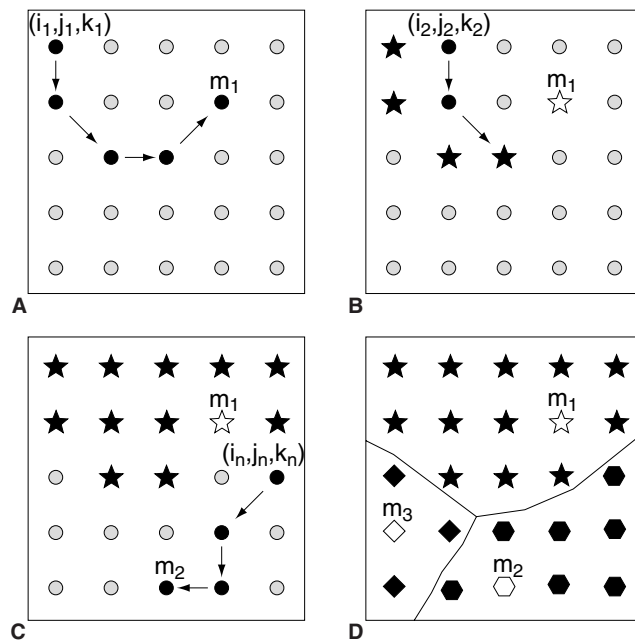 (i₁,j₁,k₁)
m₁
A
(i₂,j₂,k₂)
m₁
B
m₁
(iₙ,jₙ,kₙ)
m₂
C
m₁
m₃
m₂
D